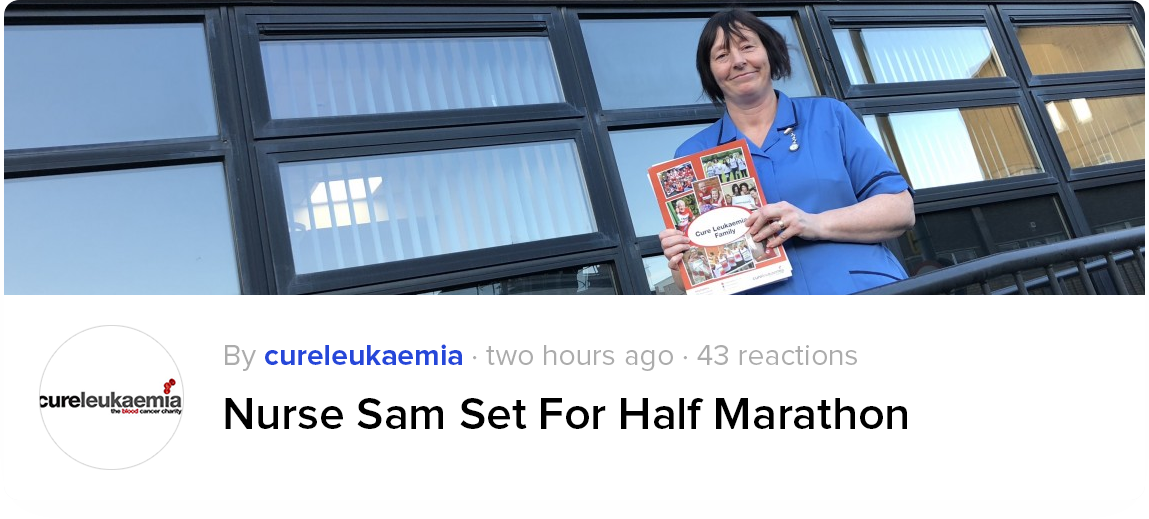 Cure Leukaemia
Family
cureleukaemia
By cureleukaemia · two hours ago · 43 reactions
cureleukaemia
the blood cancer charity
Nurse Sam Set For Half Marathon